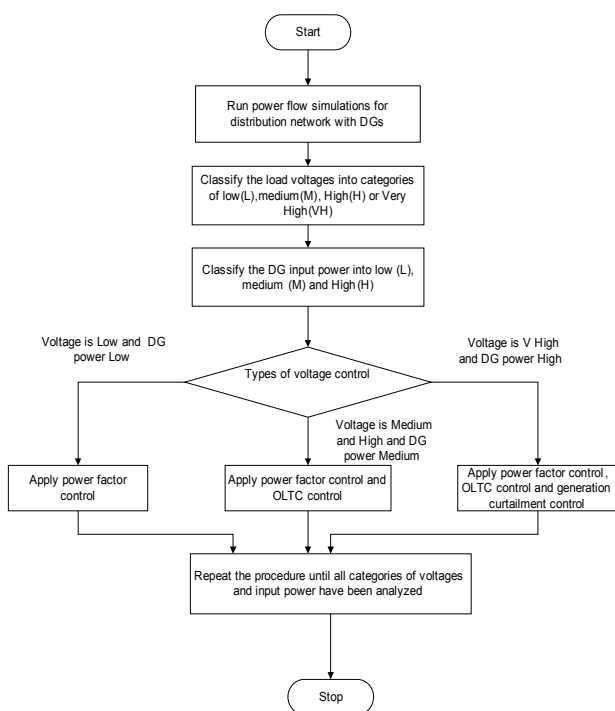 Start
Run power flow simulations for
distribution network with DGs
Classify the load voltages into categories
of low(L),medium(M), High(H) or Very
High(VH)
Classify the DG input power into low (L),
medium (M) and High(H)
Voltage is Low and DG
power Low
Voltage is V High
and DG power High
Types of voltage control
Voltage is Medium
and High and DG
power Medium
Apply power factor
control
Apply power factor control and
OLTC control
Apply power factor control ,
OLTC control and generation
curtailment control
Repeat the procedure until all categories of voltages
and input power have been analyzed
Stop